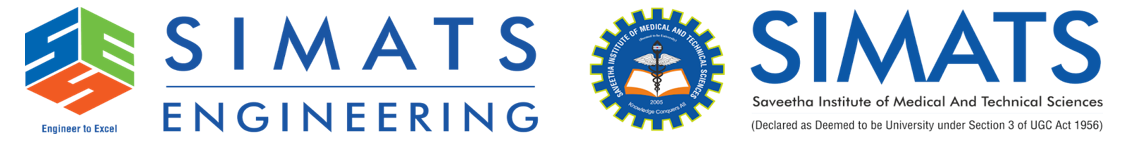 SES
Engineer to Excel
SIMATS
ENGINEERING
SAVEETHA INSTITUTE OF MEDICAL AND TECHNICAL SCIENCES
2005
Knowledge Conquers All
SIMATS
Saveetha Institute of Medical And Technical Sciences
(Declared as Deemed to be University under Section 3 of UGC Act 1956)